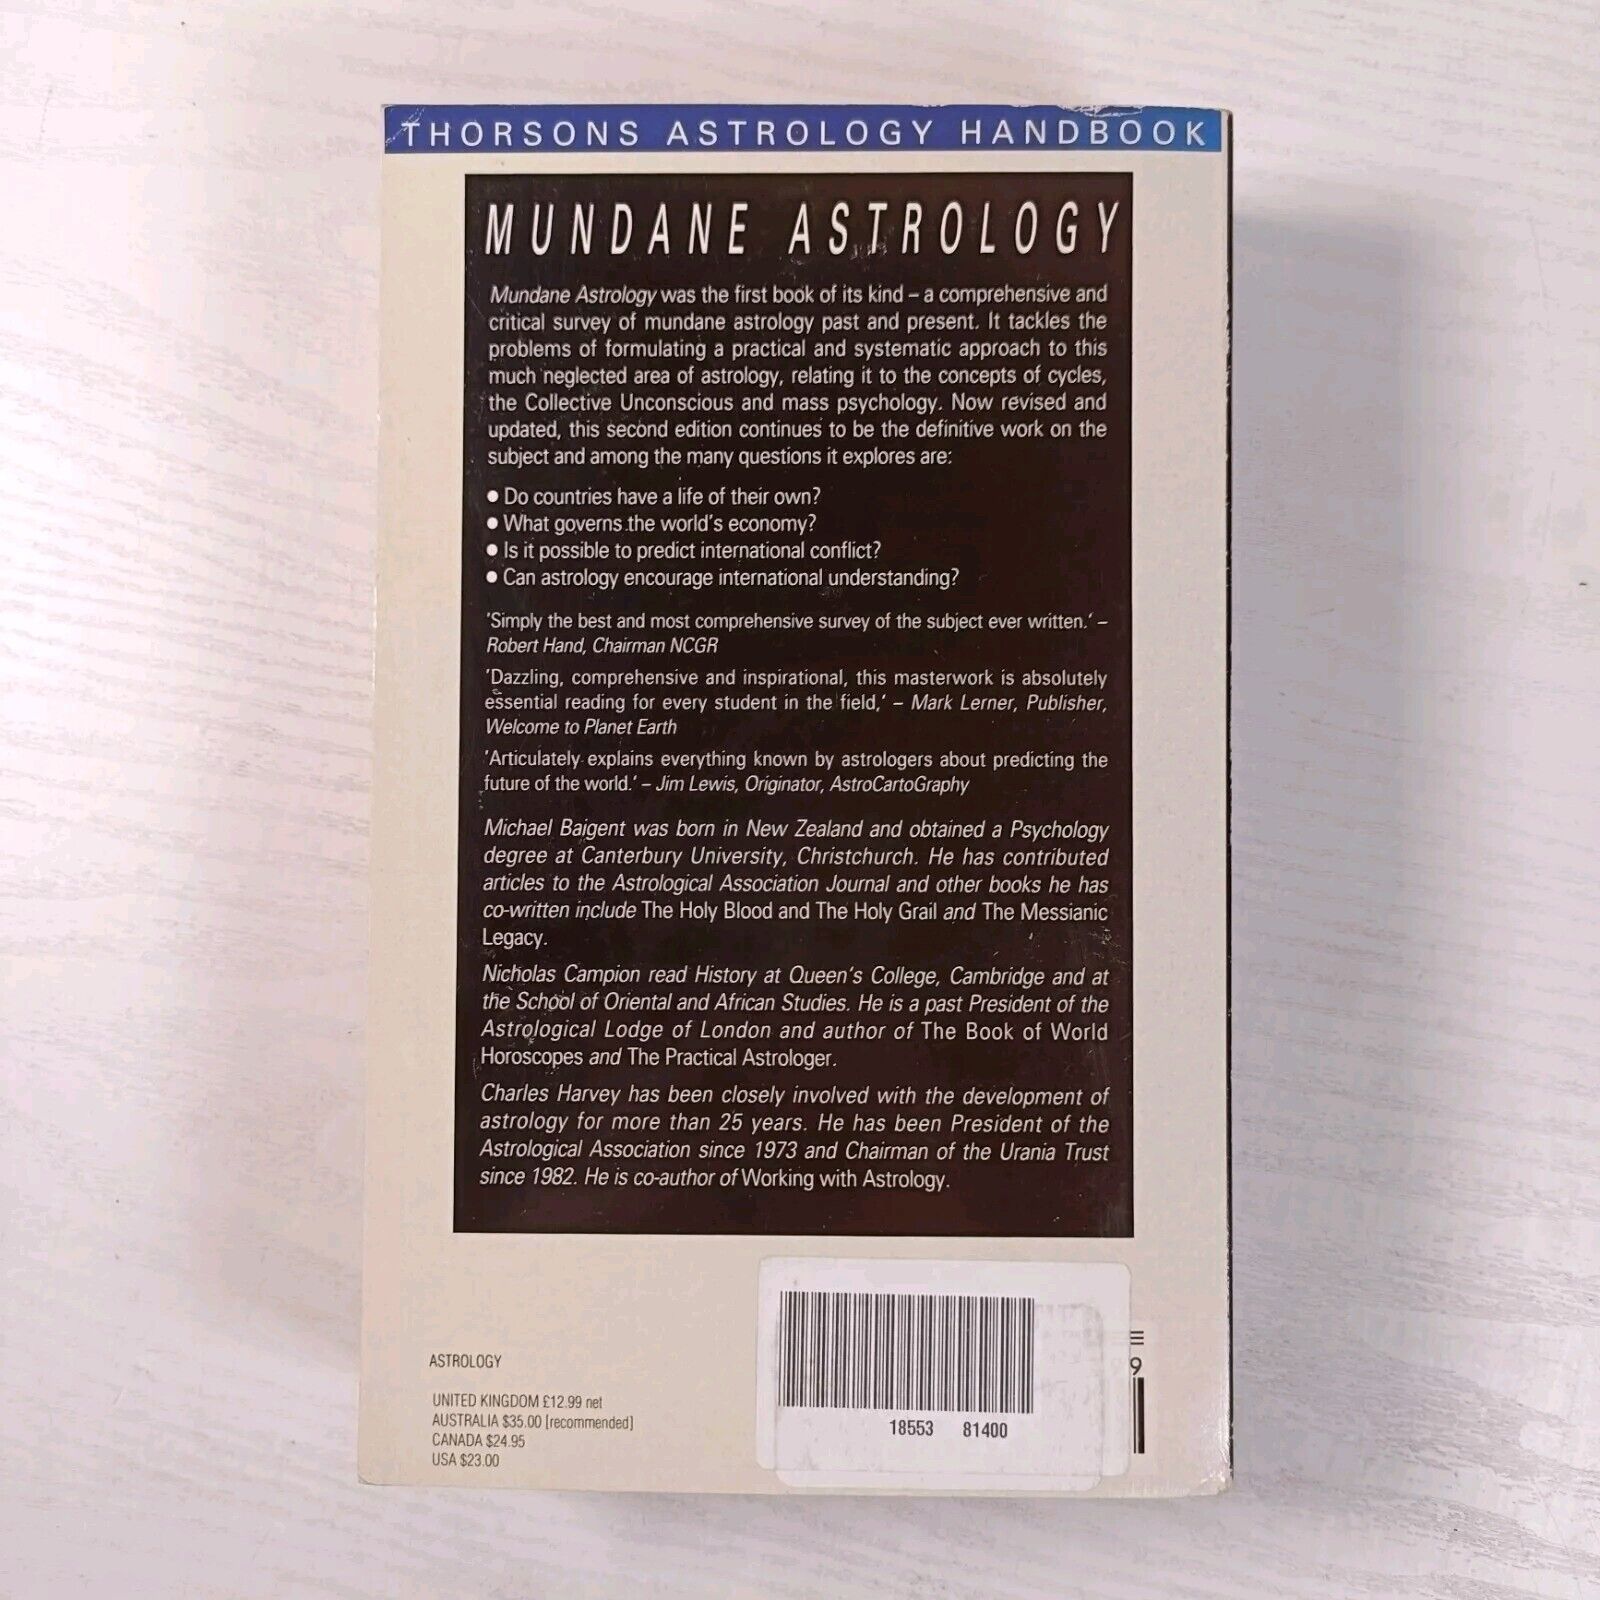 THORSONS ASTROLOGY HANDBOOK
MUNDANE ASTROLOGY
Mundane Astrology was the first book of its kind – a comprehensive and
critical survey of mundane astrology past and present. It tackles the
problems of formulating a practical and systematic approach to this
much neglected area of astrology, relating it to the concepts of cycles,
the Collective Unconscious and mass psychology. Now revised and
updated, this second edition continues to be the definitive work on the
subject and among the many questions it explores are:
● Do countries have a life of their own?
● What governs the world's economy?
● Is it possible to predict international conflict?
● Can astrology encourage international understanding?
'Simply the best and most comprehensive survey of the subject ever written.' –
Robert Hand, Chairman NCGR
'Dazzling, comprehensive and inspirational, this masterwork is absolutely
essential reading for every student in the field,' – Mark Lerner, Publisher,
Welcome to Planet Earth
'Articulately explains everything known by astrologers about predicting the
future of the world.' – Jim Lewis, Originator, AstroCartoGraphy
Michael Baigent was born in New Zealand and obtained a Psychology
degree at Canterbury University, Christchurch. He has contributed
articles to the Astrological Association Journal and other books he has
co-written include The Holy Blood and The Holy Grail and The Messianic
Legacy.
Nicholas Campion read History at Queen's College, Cambridge and at
the School of Oriental and African Studies. He is a past President of the
Astrological Lodge of London and author of The Book of World
Horoscopes and The Practical Astrologer.
Charles Harvey has been closely involved with the development of
astrology for more than 25 years. He has been President of the
Astrological Association since 1973 and Chairman of the Urania Trust
since 1982. He is co-author of Working with Astrology.
ASTROLOGY
UNITED KINGDOM £12.99 net
AUSTRALIA $35.00 [recommended]
CANADA $24.95
USA $23.00
9
18553 81400